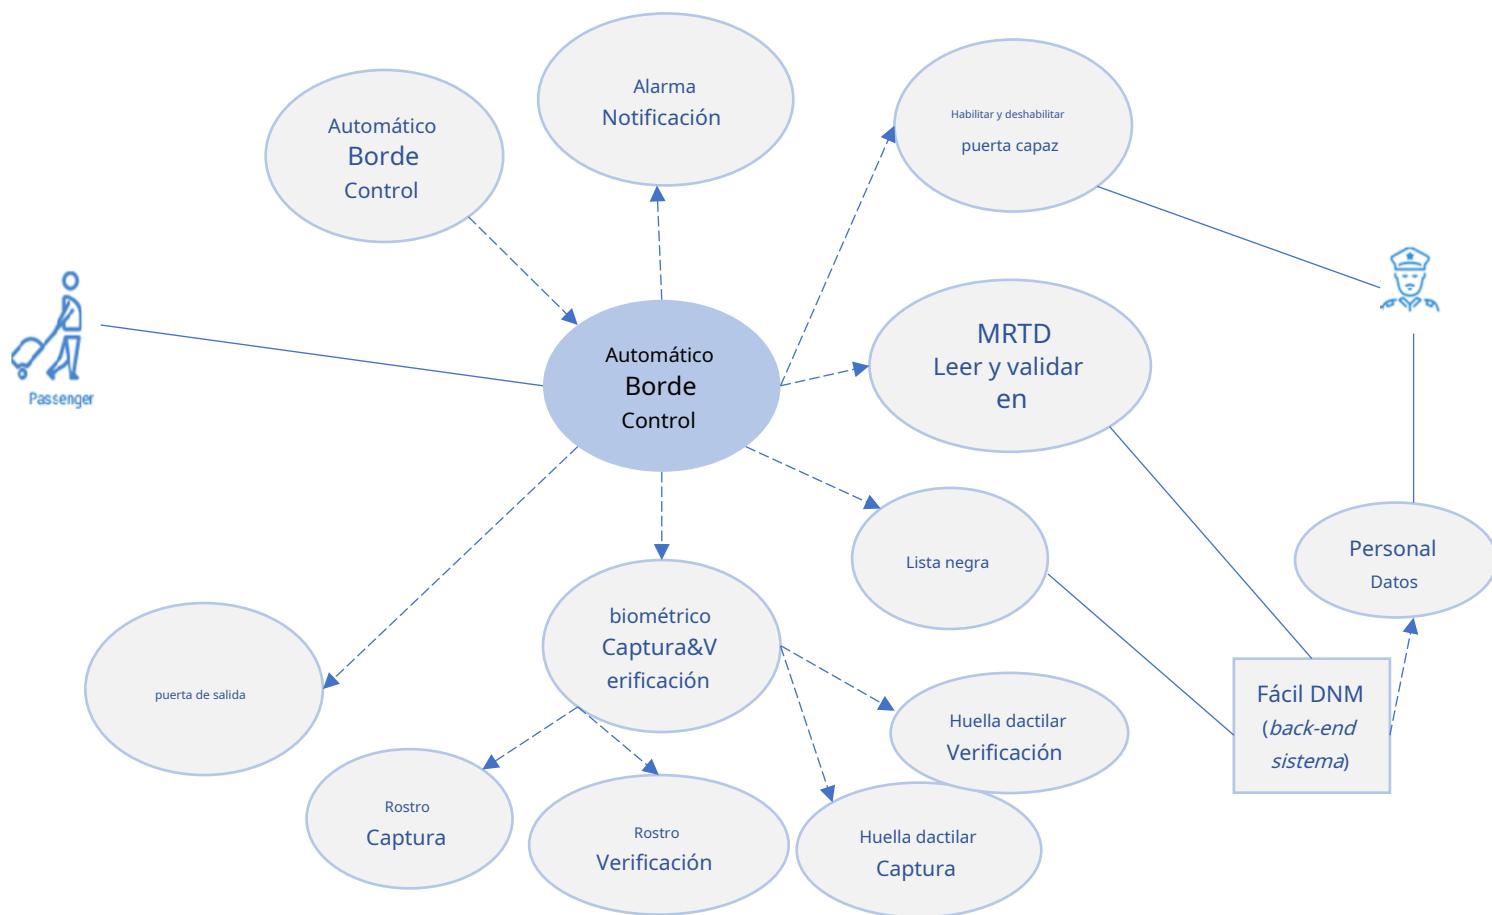 Alarma
Notificación
Automático
Borde
Control
Habilitar y deshabilitar
puerta capaz
Passenger
Automático
Borde
Control
MRTD
Leer y validar
en
Lista negra
Personal
Datos
biométrico
Captura&V
erificación
puerta de salida
Fácil DNM
(back-end
sistema)
Huella dactilar
Verificación
Rostro
Captura
Rostro
Verificación
Huella dactilar
Captura